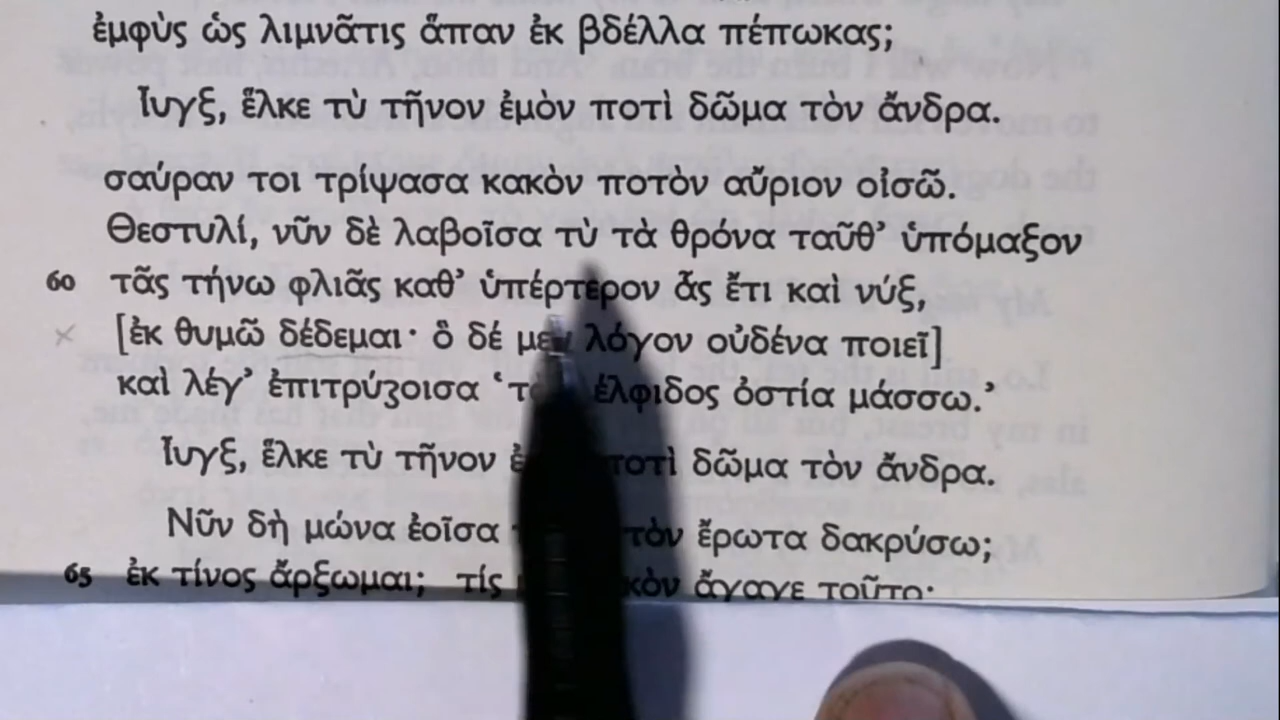 ἐμφὺς ὡς λιμνᾶτις ἅπαν ἐκ βδέλλα πέπωκας;
Ἶυγξ, ἕλκε τὺ τῆνον ἐμὸν ποτὶ δῶμα τὸν ἄνδρα.
σαύραν τοι τρίψασα κακὸν ποτὸν αὔριον οἰσῶ.
Θεστυλί, νῦν δὲ λαβοῖσα τὺ τὰ θρόνα ταῦθ’ ὑπόμαξον
60 τᾶς τήνω φλιᾶς καθ’ ὑπέρτερον ἇς ἔτι καὶ νύξ,
[ἐκ θυμῶ δέδεμαι· ὃ δέ μευ λόγον οὐδένα ποιεῖ]
καὶ λέγ’ ἐπιτρύζοισα ὀστία μάσσω.’
Ἶυγξ, ἕλκε τὺ τῆνον ποτὶ δῶμα τὸν ἄνδρα.
Νῦν δὴ μώνα ἐοῖσα τὸν ἔρωτα δακρύσω;
65 ἐκ τίνος ἄρξωμαι; τίς ἄγαγε τοῦτο·